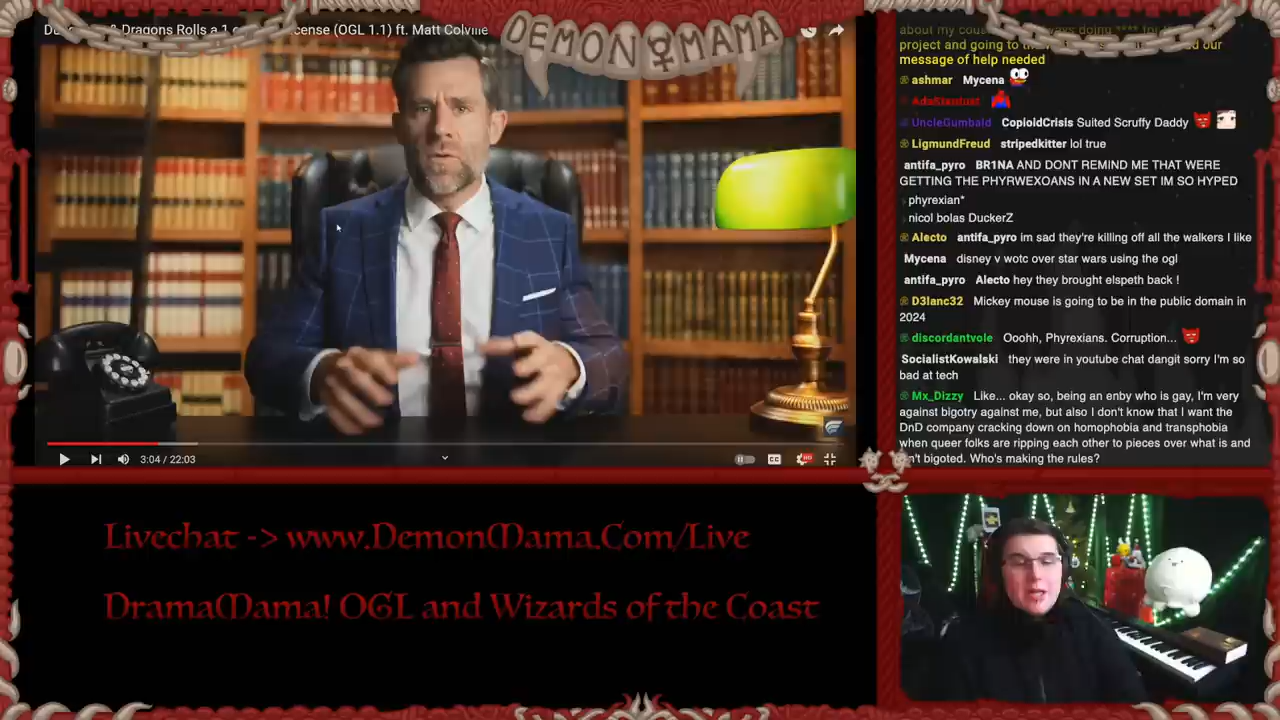 DEMON MAMA
& Dragons Rolls a 1 cense (OGL 1.1) ft. Matt Colville
3:04 / 22:03
CC
HD
about my
project and going to
our
message of help needed
ashmar Mycena
AdaStardust
UncleGumbald CopioidCrisis Suited Scruffy Daddy
LigmundFreud stripedkitter lol true
antifa_pyro BR1NA AND DONT REMIND ME THAT WERE
GETTING THE PHYRWEXOANS IN A NEW SET IM SO HYPED
phyrexian*
nicol bolas DuckerZ
Alecto antifa_pyro im sad they're killing off all the walkers I like
Mycena disney v wotc over star wars using the ogl
antifa_pyro Alecto hey they brought elspeth back !
D3lanc32 Mickey mouse is going to be in the public domain in
2024
discordantvole Ooohh, Phyrexians. Corruption...
SocialistKowalski they were in youtube chat dangit sorry I'm so
bad at tech
Mx_Dizzy Like... okay so, being an enby who is gay, I'm very
against bigotry against me, but also I don't know that I want the
DnD company cracking down on homophobia and transphobia
when queer folks are ripping each other to pieces over what is and
n't bigoted. Who's making the rules?
Livechat -> www.DemonMama.Com/Live
DramaMama! OGL and Wizards of the Coast